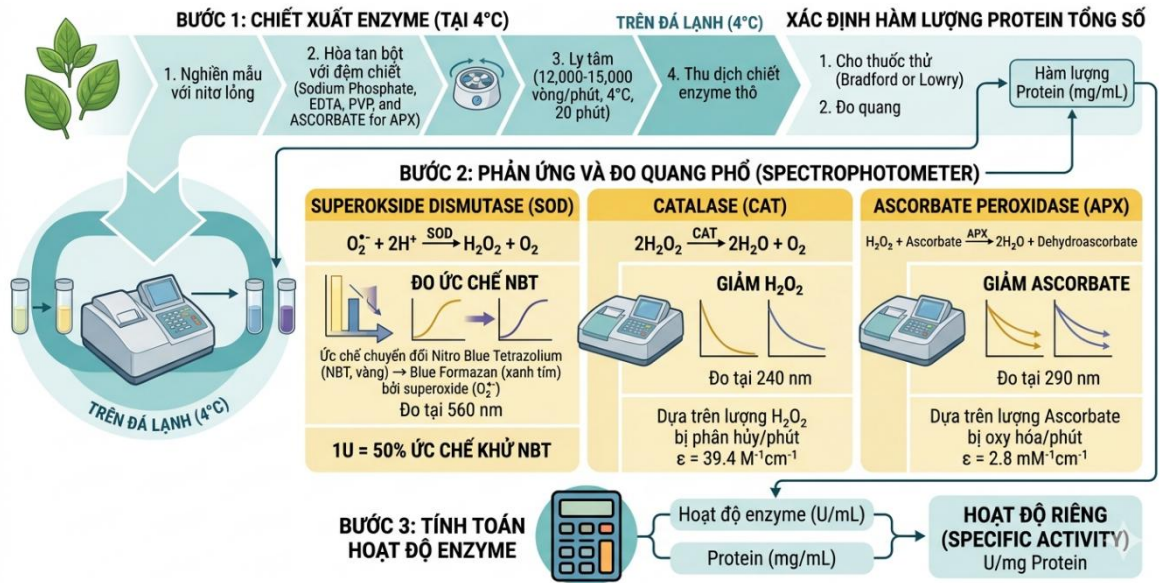 BƯỚC 1: CHIẾT XUẤT ENZYME (TẠI 4°C)
TRÊN ĐÁ LẠNH (4°C)
XÁC ĐỊNH HÀM LƯỢNG PROTEIN TỔNG SỐ
1. Nghiền mẫu
với nitơ lỏng
2. Hòa tan bột
với đệm chiết
(Sodium Phosphate,
EDTA, PVP, and
ASCORBATE for APX)
3. Ly tâm
(12,000-15,000
vòng/phút, 4°C,
20 phút)
4. Thu dịch chiết
enzyme thô
1. Cho thuốc thử
(Bradford or Lowry)
2. Đo quang
Hàm lượng
Protein (mg/mL)
TRÊN ĐÁ LẠNH (4°C)
BƯỚC 2: PHẢN ỨNG VÀ ĐO QUANG PHỔ (SPECTROPHOTOMETER)
SUPEROKSIDE DISMUTASE (SOD)
O₂•⁻ + 2H⁺ SOD→ H₂O₂ + O₂
ĐO ỨC CHẾ NBT
Ức chế chuyển đổi Nitro Blue Tetrazolium
(NBT, vàng) → Blue Formazan (xanh tím)
bởi superoxide (O₂•⁻)
Đo tại 560 nm
1U = 50% ỨC CHẾ KHỬ NBT
CATALASE (CAT)
2H₂O₂ CAT→ 2H₂O + O₂
GIẢM H₂O₂
Đo tại 240 nm
Dựa trên lượng H₂O₂
bị phân hủy/phút
ε = 39.4 M⁻¹cm⁻¹
ASCORBATE PEROXIDASE (APX)
H₂O₂ + Ascorbate APX→ 2H₂O + Dehydroascorbate
GIẢM ASCORBATE
Đo tại 290 nm
Dựa trên lượng Ascorbate
bị oxy hóa/phút
ε = 2.8 mM⁻¹cm⁻¹
BƯỚC 3: TÍNH TOÁN
HOẠT ĐỘ ENZYME
Hoạt độ enzyme (U/mL)
Protein (mg/mL)
HOẠT ĐỘ RIÊNG
(SPECIFIC ACTIVITY)
U/mg Protein